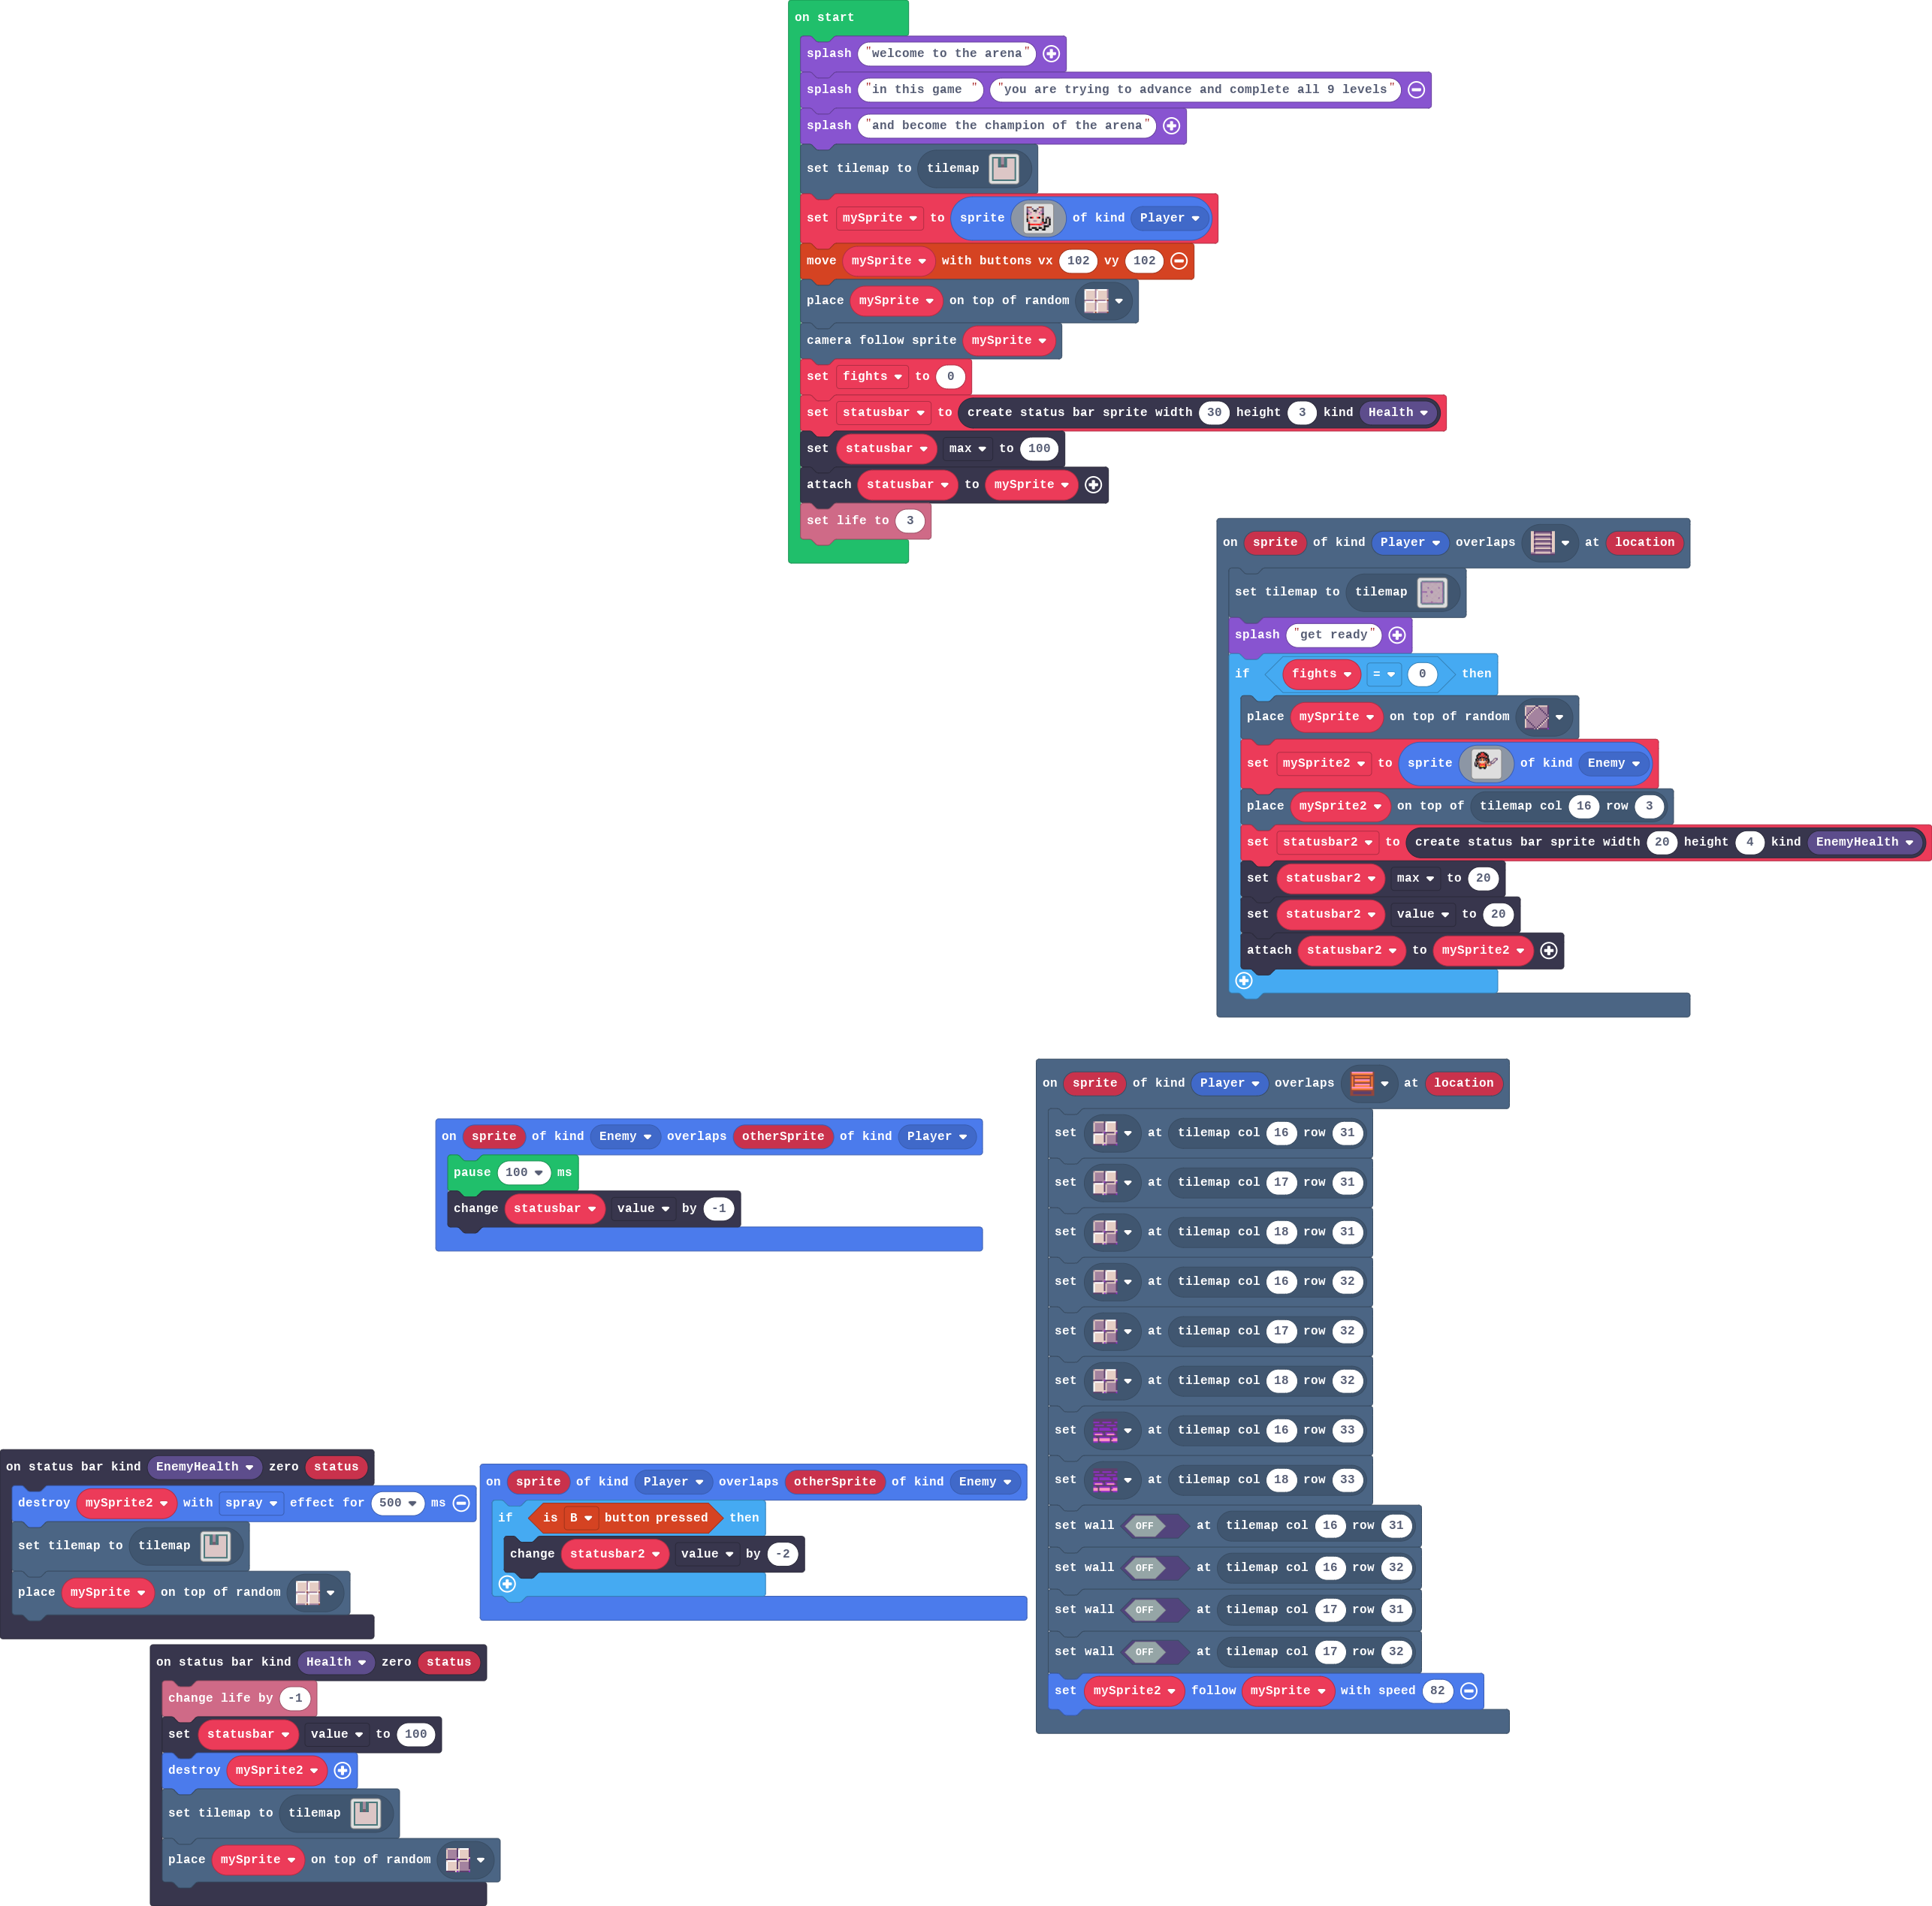 on start
splash "welcome to the arena"
splash "in this game " "you are trying to advance and complete all 9 levels"
splash "and become the champion of the arena"
set tilemap to tilemap
set mySprite to sprite of kind Player
move mySprite with buttons vx 102 vy 102
place mySprite on top of random
camera follow sprite mySprite
set fights to 0
set statusbar to create status bar sprite width 30 height 3 kind Health
set statusbar max to 100
attach statusbar to mySprite
set life to 3
on sprite of kind Player overlaps at location
set tilemap to tilemap
splash "get ready"
if fights = 0 then
place mySprite on top of random
set mySprite2 to sprite of kind Enemy
place mySprite2 on top of tilemap col 16 row 3
set statusbar2 to create status bar sprite width 20 height 4 kind EnemyHealth
set statusbar2 max to 20
set statusbar2 value to 20
attach statusbar2 to mySprite2
on sprite of kind Player overlaps at location
set at tilemap col 16 row 31
set at tilemap col 17 row 31
set at tilemap col 18 row 31
set at tilemap col 16 row 32
set at tilemap col 17 row 32
set at tilemap col 18 row 32
set at tilemap col 16 row 33
set at tilemap col 18 row 33
set wall OFF at tilemap col 16 row 31
set wall OFF at tilemap col 16 row 32
set wall OFF at tilemap col 17 row 31
set wall OFF at tilemap col 17 row 32
set mySprite2 follow mySprite with speed 82
on sprite of kind Enemy overlaps otherSprite of kind Player
pause 100 ms
change statusbar value by -1
on status bar kind EnemyHealth zero status
destroy mySprite2 with spray effect for 500 ms
set tilemap to tilemap
place mySprite on top of random
on sprite of kind Player overlaps otherSprite of kind Enemy
if is B button pressed then
change statusbar2 value by -2
on status bar kind Health zero status
change life by -1
set statusbar value to 100
destroy mySprite2
set tilemap to tilemap
place mySprite on top of random